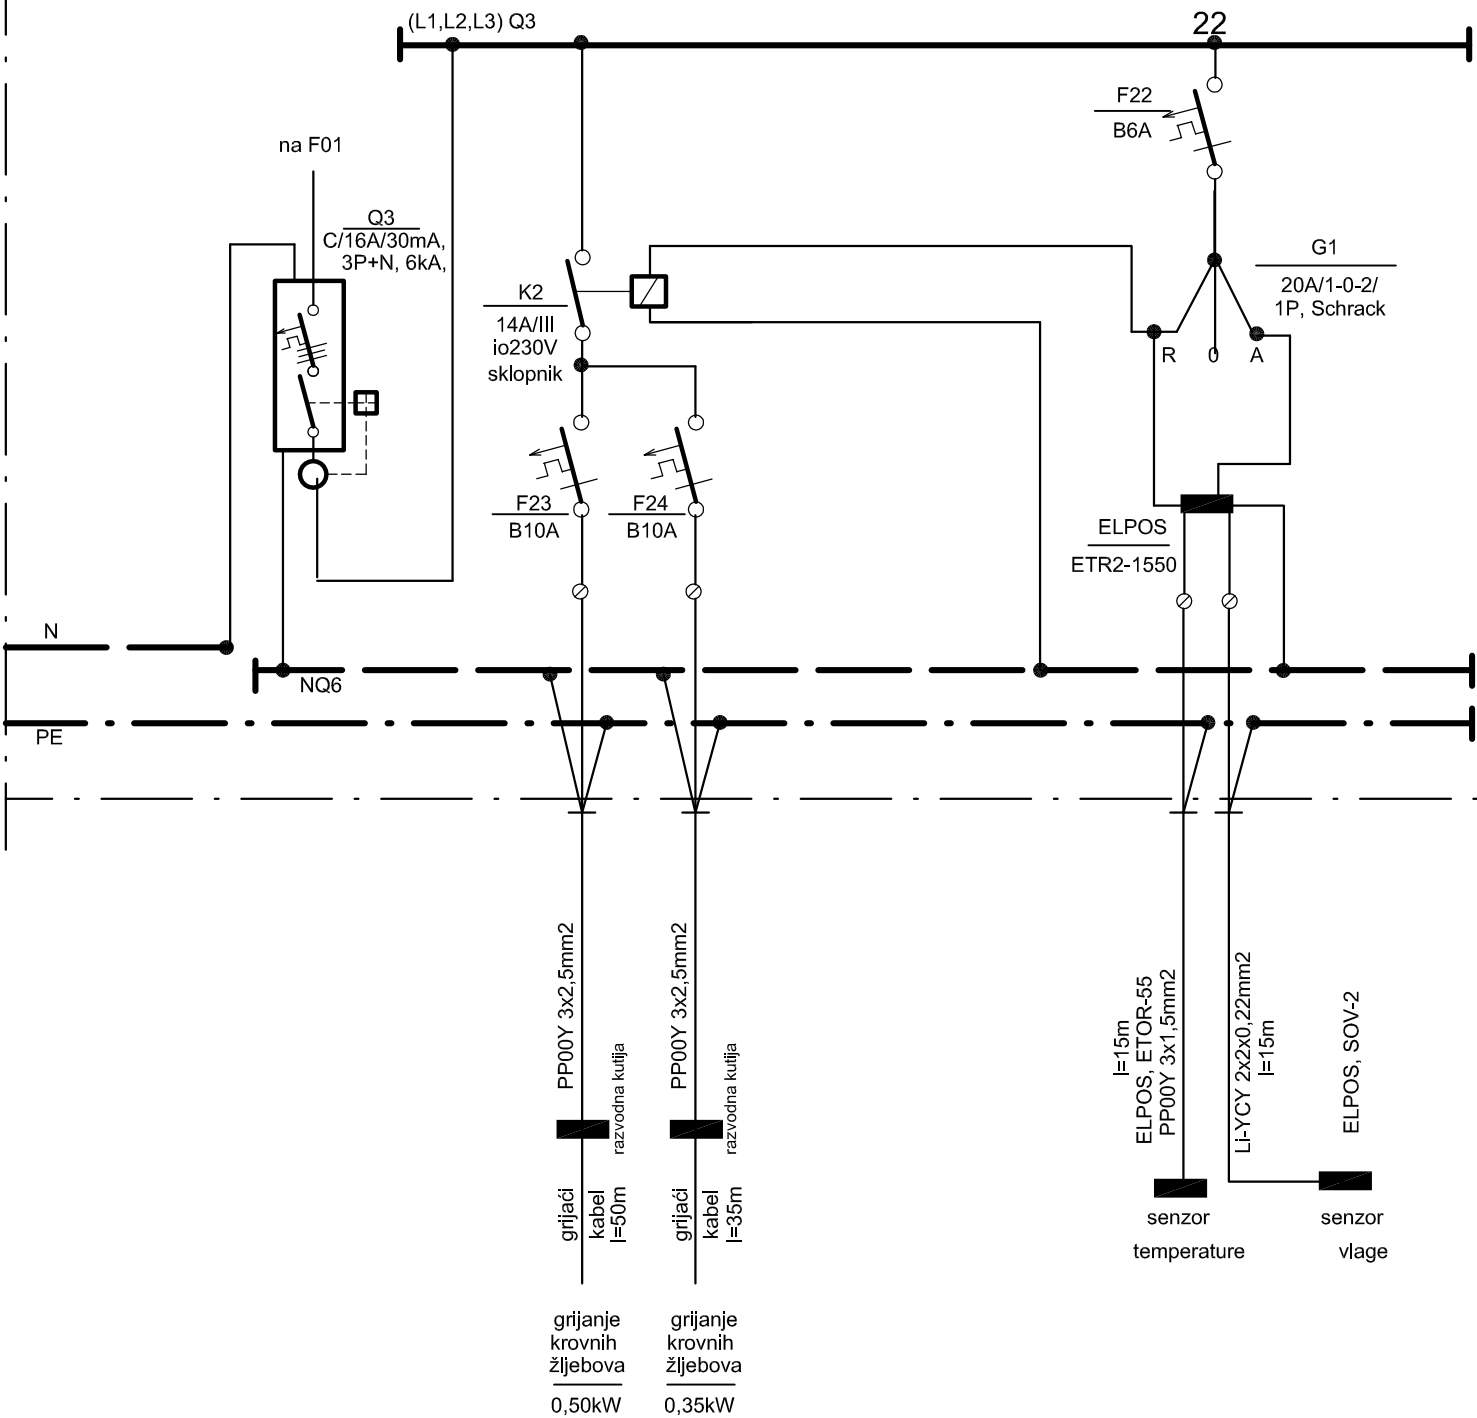 (L1,L2,L3) Q3
22
F22
B6A
na F01
Q3
C/16A/30mA,
3P+N, 6kA,
G1
20A/1-0-2/
1P, Schrack
K2
14A/III
io230V
sklopnik
R 0 A
F23
B10A
F24
B10A
ELPOS
ETR2-1550
N
NQ6
PE
PP00Y 3x2,5mm2
razvodna kutija
grijaći
kabel
l=50m
PP00Y 3x2,5mm2
razvodna kutija
grijaći
kabel
l=35m
l=15m
ELPOS, ETOR-55
PP00Y 3x1,5mm2
Li-YCY 2x2x0,22mm2
l=15m
ELPOS, SOV-2
senzor
temperature
senzor
vlage
grijanje
krovnih
žljebova
0,50kW
grijanje
krovnih
žljebova
0,35kW